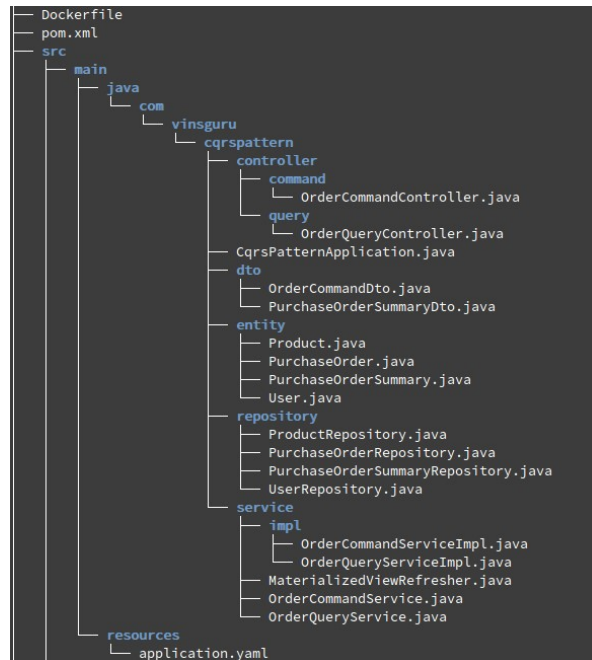 Dockerfile
pom.xml
src
main
java
com
vinsguru
cqrspattern
controller
command
OrderCommandController.java
query
OrderQueryController.java
CqrsPatternApplication.java
dto
OrderCommandDto.java
PurchaseOrderSummaryDto.java
entity
Product.java
PurchaseOrder.java
PurchaseOrderSummary.java
User.java
repository
ProductRepository.java
PurchaseOrderRepository.java
PurchaseOrderSummaryRepository.java
UserRepository.java
service
impl
OrderCommandServiceImpl.java
OrderQueryServiceImpl.java
MaterializedViewRefresher.java
OrderCommandService.java
OrderQueryService.java
resources
application.yaml